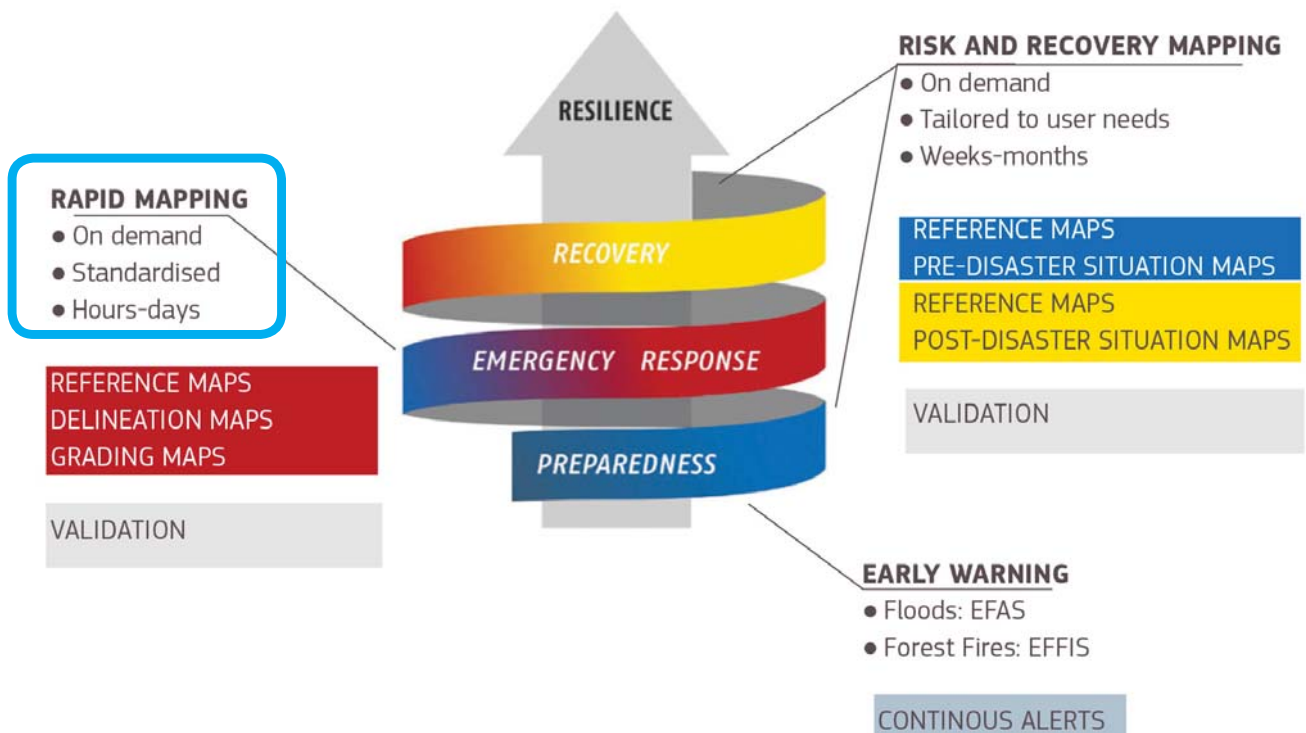 RISK AND RECOVERY MAPPING
● On demand
● Tailored to user needs
● Weeks-months
RESILIENCE
RAPID MAPPING
● On demand
● Standardised
● Hours-days
REFERENCE MAPS
PRE-DISASTER SITUATION MAPS
REFERENCE MAPS
POST-DISASTER SITUATION MAPS
RECOVERY
EMERGENCY RESPONSE
PREPAREDNESS
REFERENCE MAPS
DELINEATION MAPS
GRADING MAPS
VALIDATION
VALIDATION
EARLY WARNING
● Floods: EFAS
● Forest Fires: EFFIS
CONTINOUS ALERTS